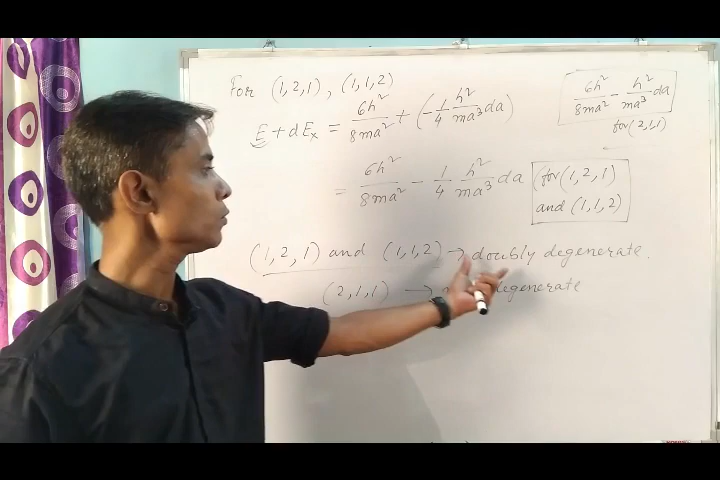 For (1,2,1), (1,1,2)
E + dEₓ = 6h²/8ma² + (-1/4 h²/ma³ da)
6h²/8ma² - h²/ma³ da
for (2,1,1)
= 6h²/8ma² - 1/4 h²/ma³ da
for (1,2,1)
and (1,1,2)
(1,2,1) and (1,1,2) → doubly degenerate.
(2,1,1) → degenerate